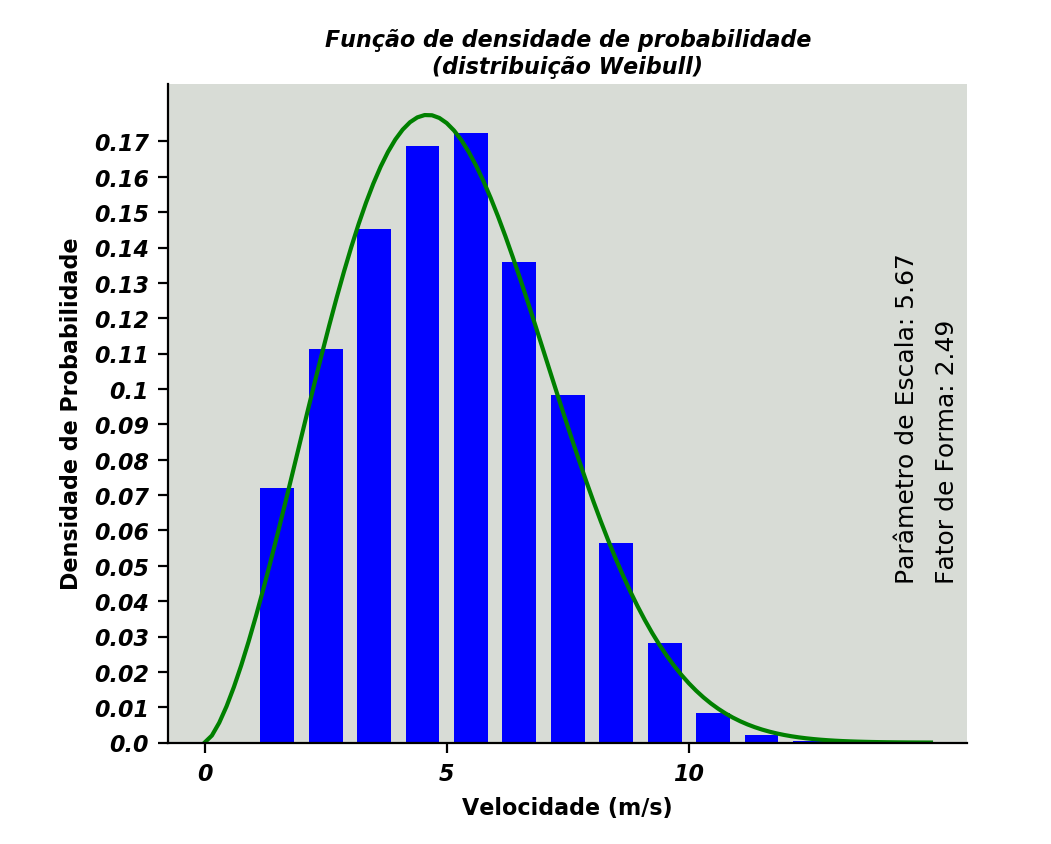 Função de densidade de probabilidade
(distribuição Weibull)
Densidade de Probabilidade
0.17
0.16
0.15
0.14
0.13
0.12
0.11
0.1
0.09
0.08
0.07
0.06
0.05
0.04
0.03
0.02
0.01
0.0
0 5 10
Velocidade (m/s)
Parâmetro de Escala: 5.67
Fator de Forma: 2.49